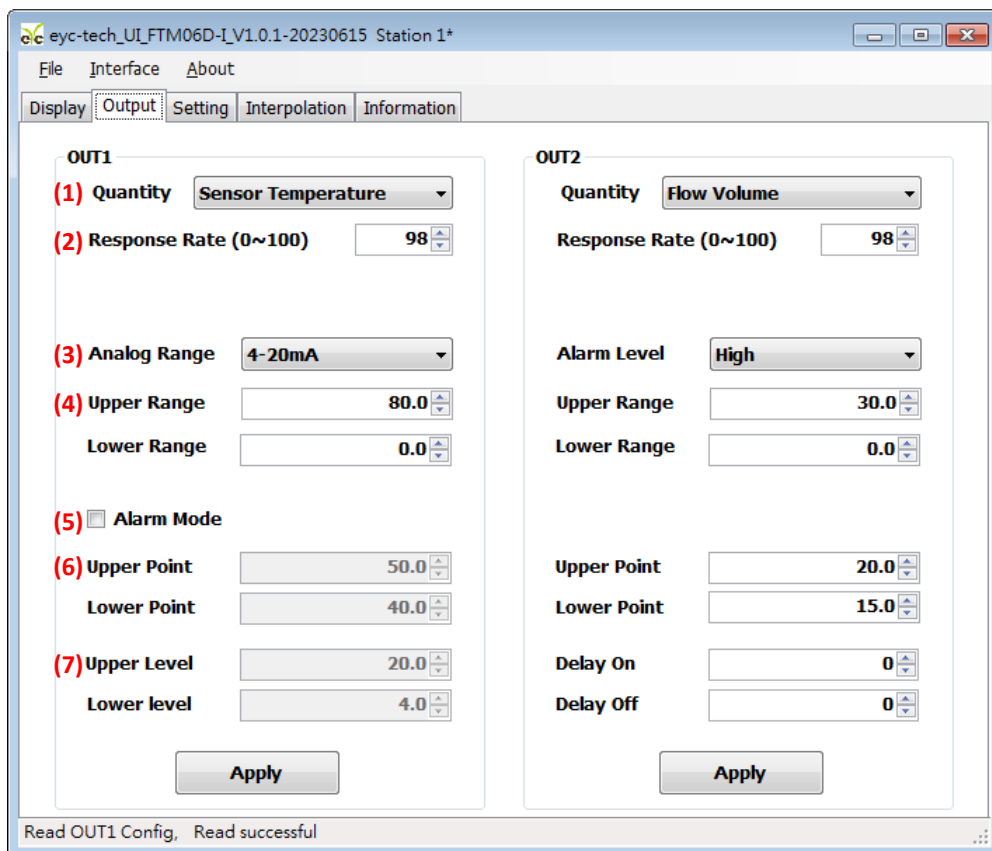 eyc eyc-tech_UI_FTM06D-I_V1.0.1-20230615 Station 1*
File Interface About
Display Output Setting Interpolation Information
OUT1
(1) Quantity Sensor Temperature
(2) Response Rate (0~100) 98
(3) Analog Range 4-20mA
(4) Upper Range 80.0
Lower Range 0.0
(5) Alarm Mode
(6) Upper Point 50.0
Lower Point 40.0
(7) Upper Level 20.0
Lower level 4.0
Apply
OUT2
Quantity Flow Volume
Response Rate (0~100) 98
Alarm Level High
Upper Range 30.0
Lower Range 0.0
Upper Point 20.0
Lower Point 15.0
Delay On 0
Delay Off 0
Apply
Read OUT1 Config, Read successful